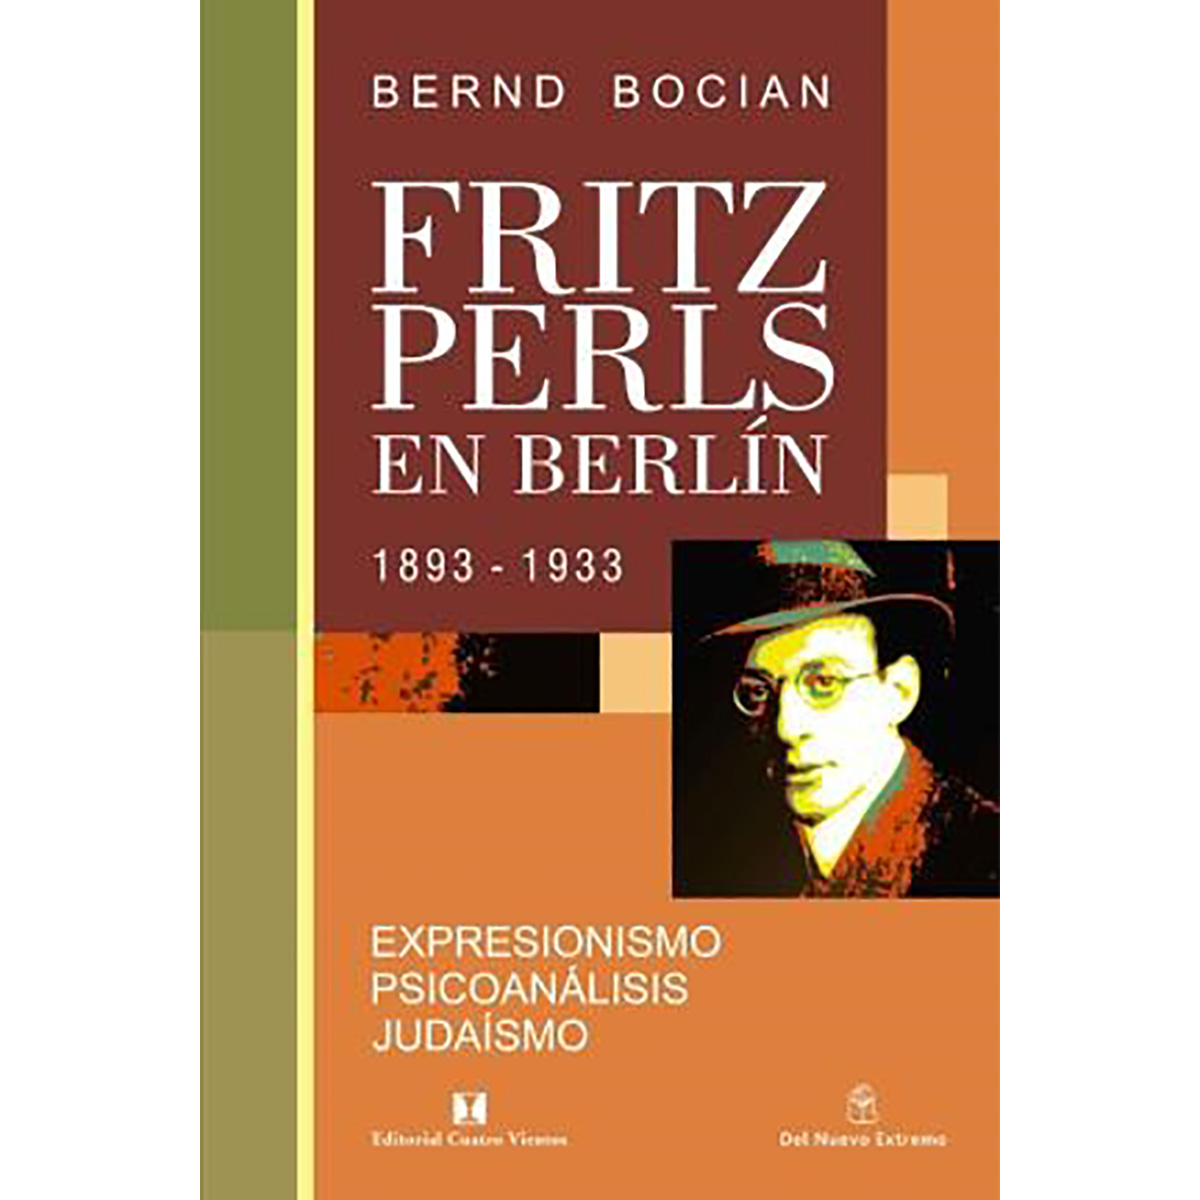 BERND BOCIAN
FRITZ
PERLS
EN BERLÍN
1893 - 1933
EXPRESIONISMO
PSICOANÁLISIS
JUDAÍSMO
Editorial Cuatro Vientos
Del Nuevo Extremo